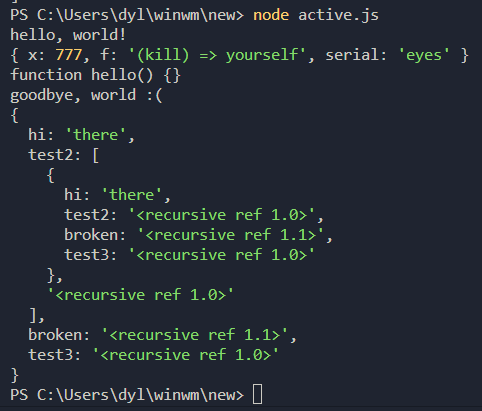 PS C:\Users\dyl\winwm\new> node active.js
hello, world!
{ x: 777, f: '(kill) => yourself', serial: 'eyes' }
function hello() {}
goodbye, world :(
{
  hi: 'there',
  test2: [
    {
      hi: 'there',
      test2: '<recursive ref 1.0>',
      broken: '<recursive ref 1.1>',
      test3: '<recursive ref 1.0>'
    },
    '<recursive ref 1.0>'
  ],
  broken: '<recursive ref 1.1>',
  test3: '<recursive ref 1.0>'
}
PS C:\Users\dyl\winwm\new>